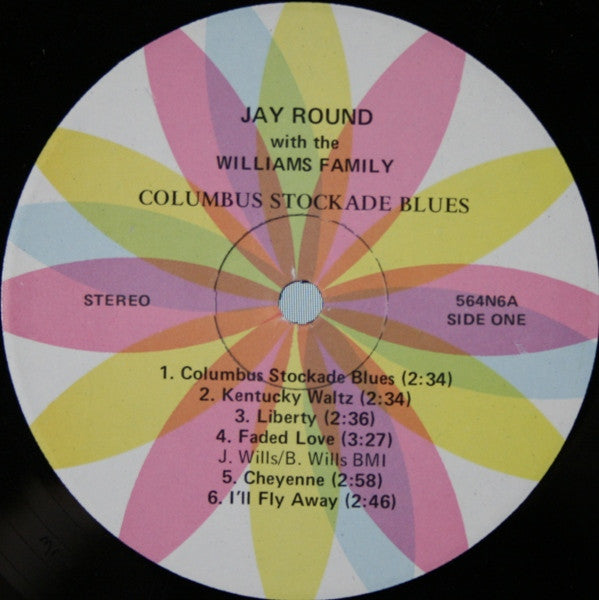 JAY ROUND
with the
WILLIAMS FAMILY
COLUMBUS STOCKADE BLUES
STEREO
564N6A
SIDE ONE
1. Columbus Stockade Blues (2:34)
2. Kentucky Waltz (2:34)
3. Liberty (2:36)
4. Faded Love (3:27)
J. Wills/B. Wills BMI
5. Cheyenne (2:58)
6. I'll Fly Away (2:46)